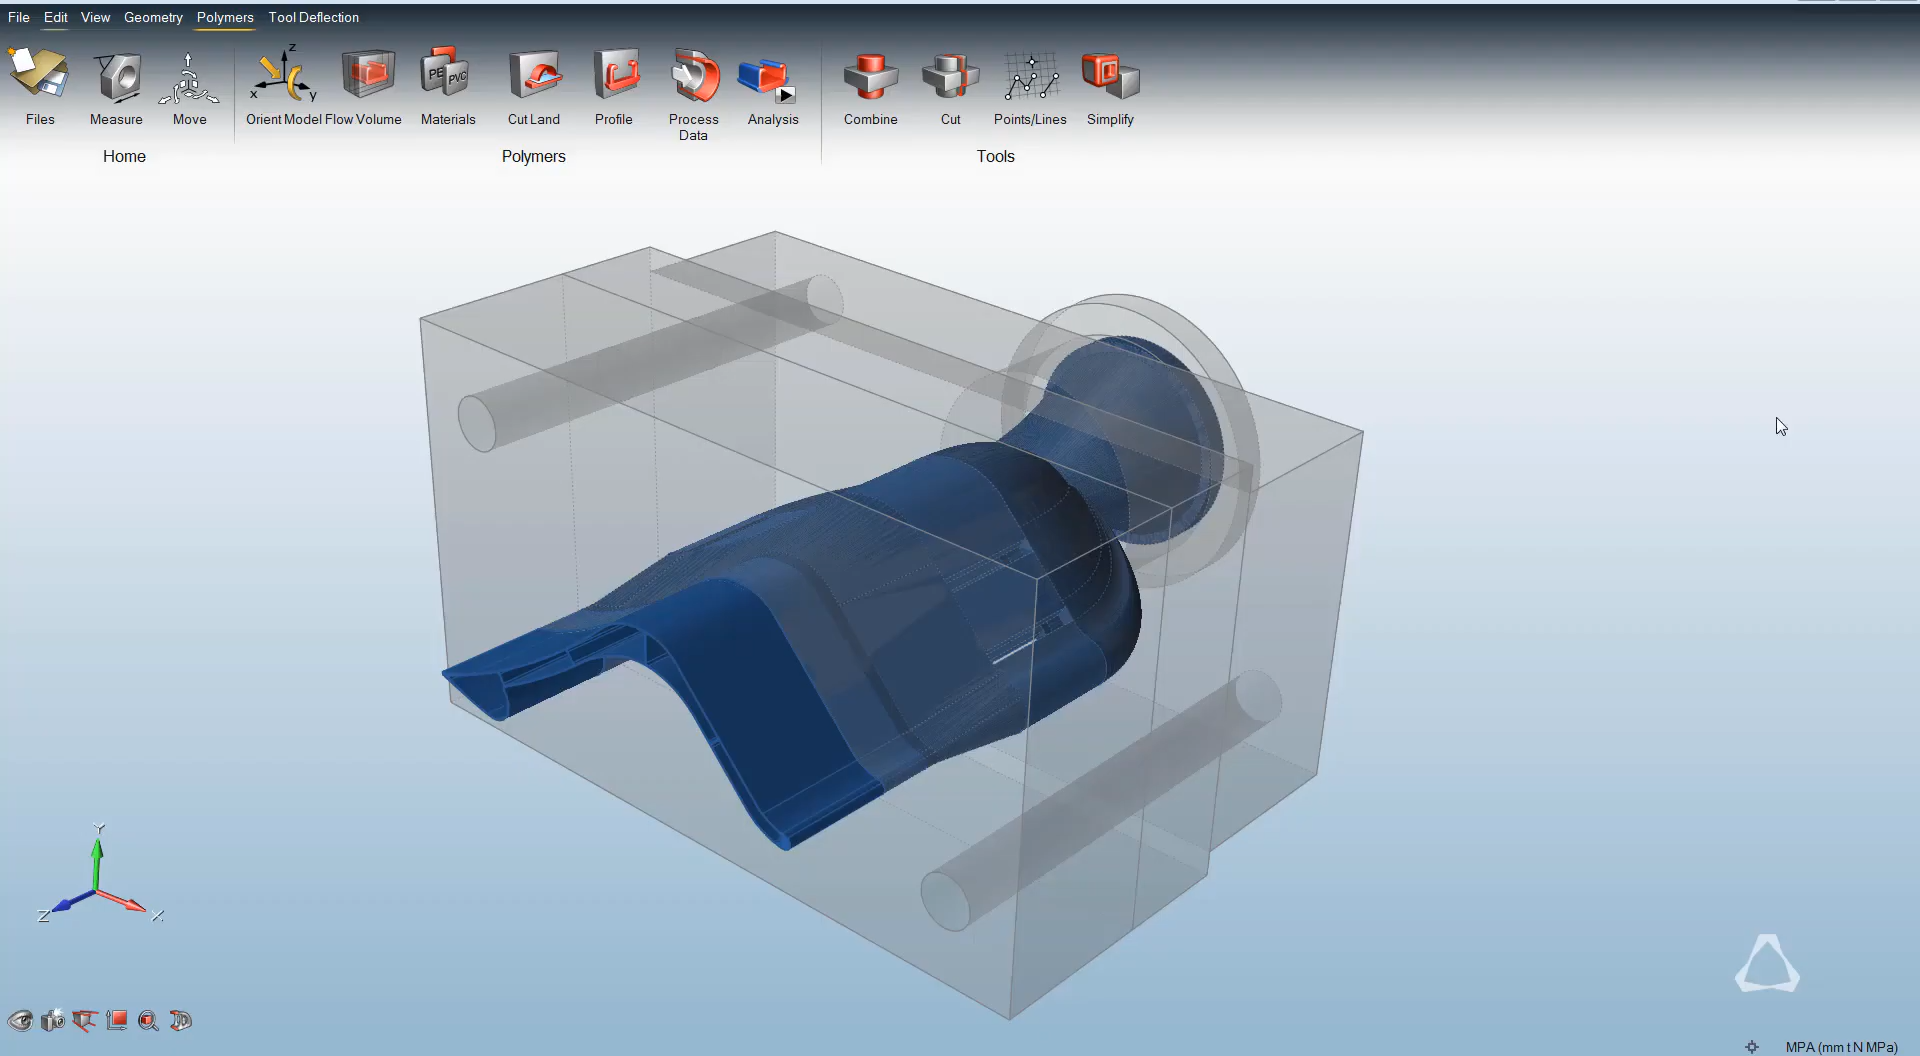 File Edit View Geometry Polymers Tool Deflection
z
x
y
PE
PVC
Files Measure Move Orient Model Flow Volume Materials Cut Land Profile Process Data Analysis Combine Cut Points/Lines Simplify
Home Polymers Tools
Y
Z
X
MPA (mm t N MPa)